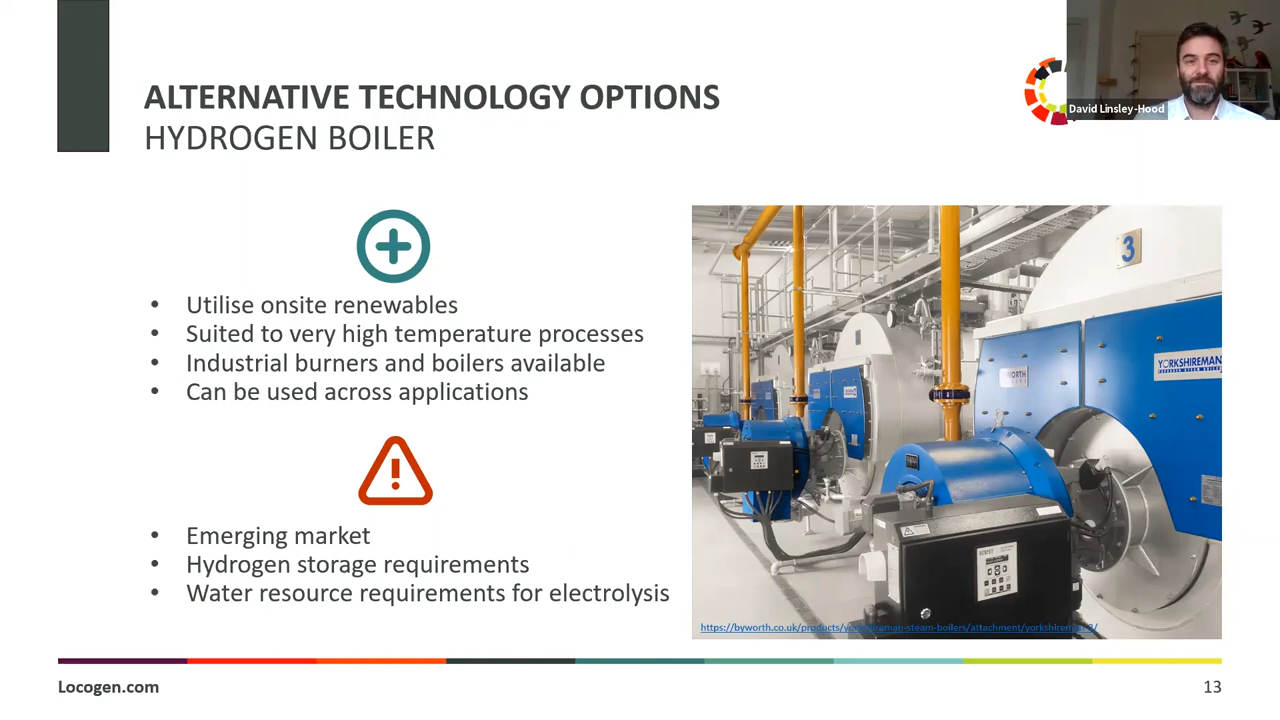 ALTERNATIVE TECHNOLOGY OPTIONS
HYDROGEN BOILER
David Linsley-Hood
• Utilise onsite renewables
• Suited to very high temperature processes
• Industrial burners and boilers available
• Can be used across applications
• Emerging market
• Hydrogen storage requirements
• Water resource requirements for electrolysis
3
YORKSHIREMAN
https://byworth.co.uk/products/yorkshireman-steam-boilers/attachment/yorkshireman-3/
Locogen.com
13